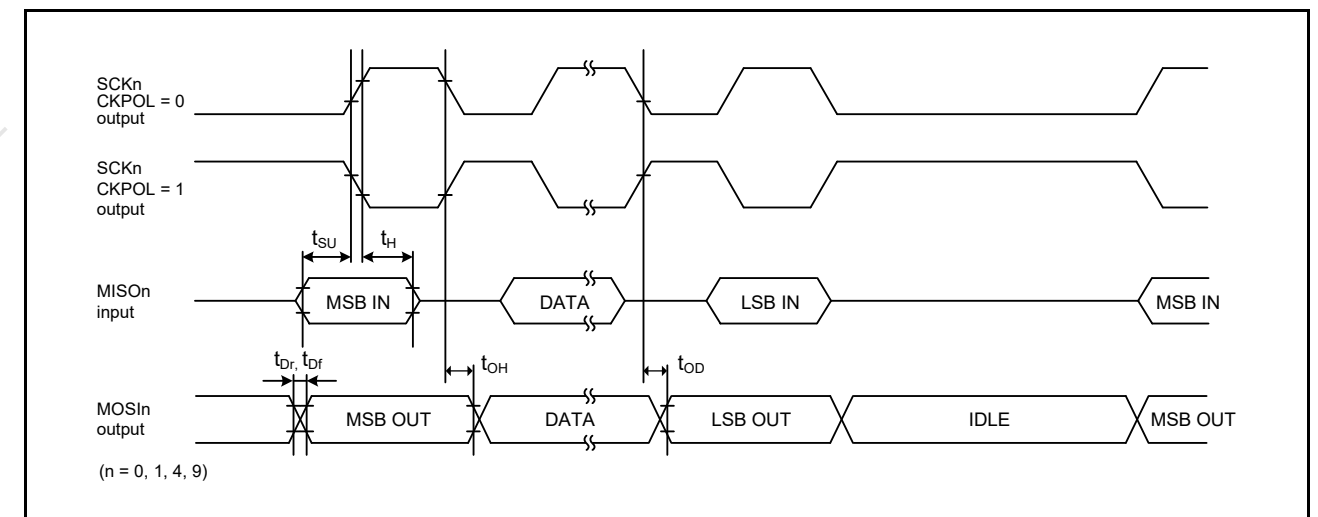 SCKn
CKPOL = 0
output
SCKn
CKPOL = 1
output
tSU
tH
MISOn
input
MSB IN
DATA
LSB IN
MSB IN
tDr, tDf
tOH
tOD
MOSIn
output
MSB OUT
DATA
LSB OUT
IDLE
MSB OUT
(n = 0, 1, 4, 9)